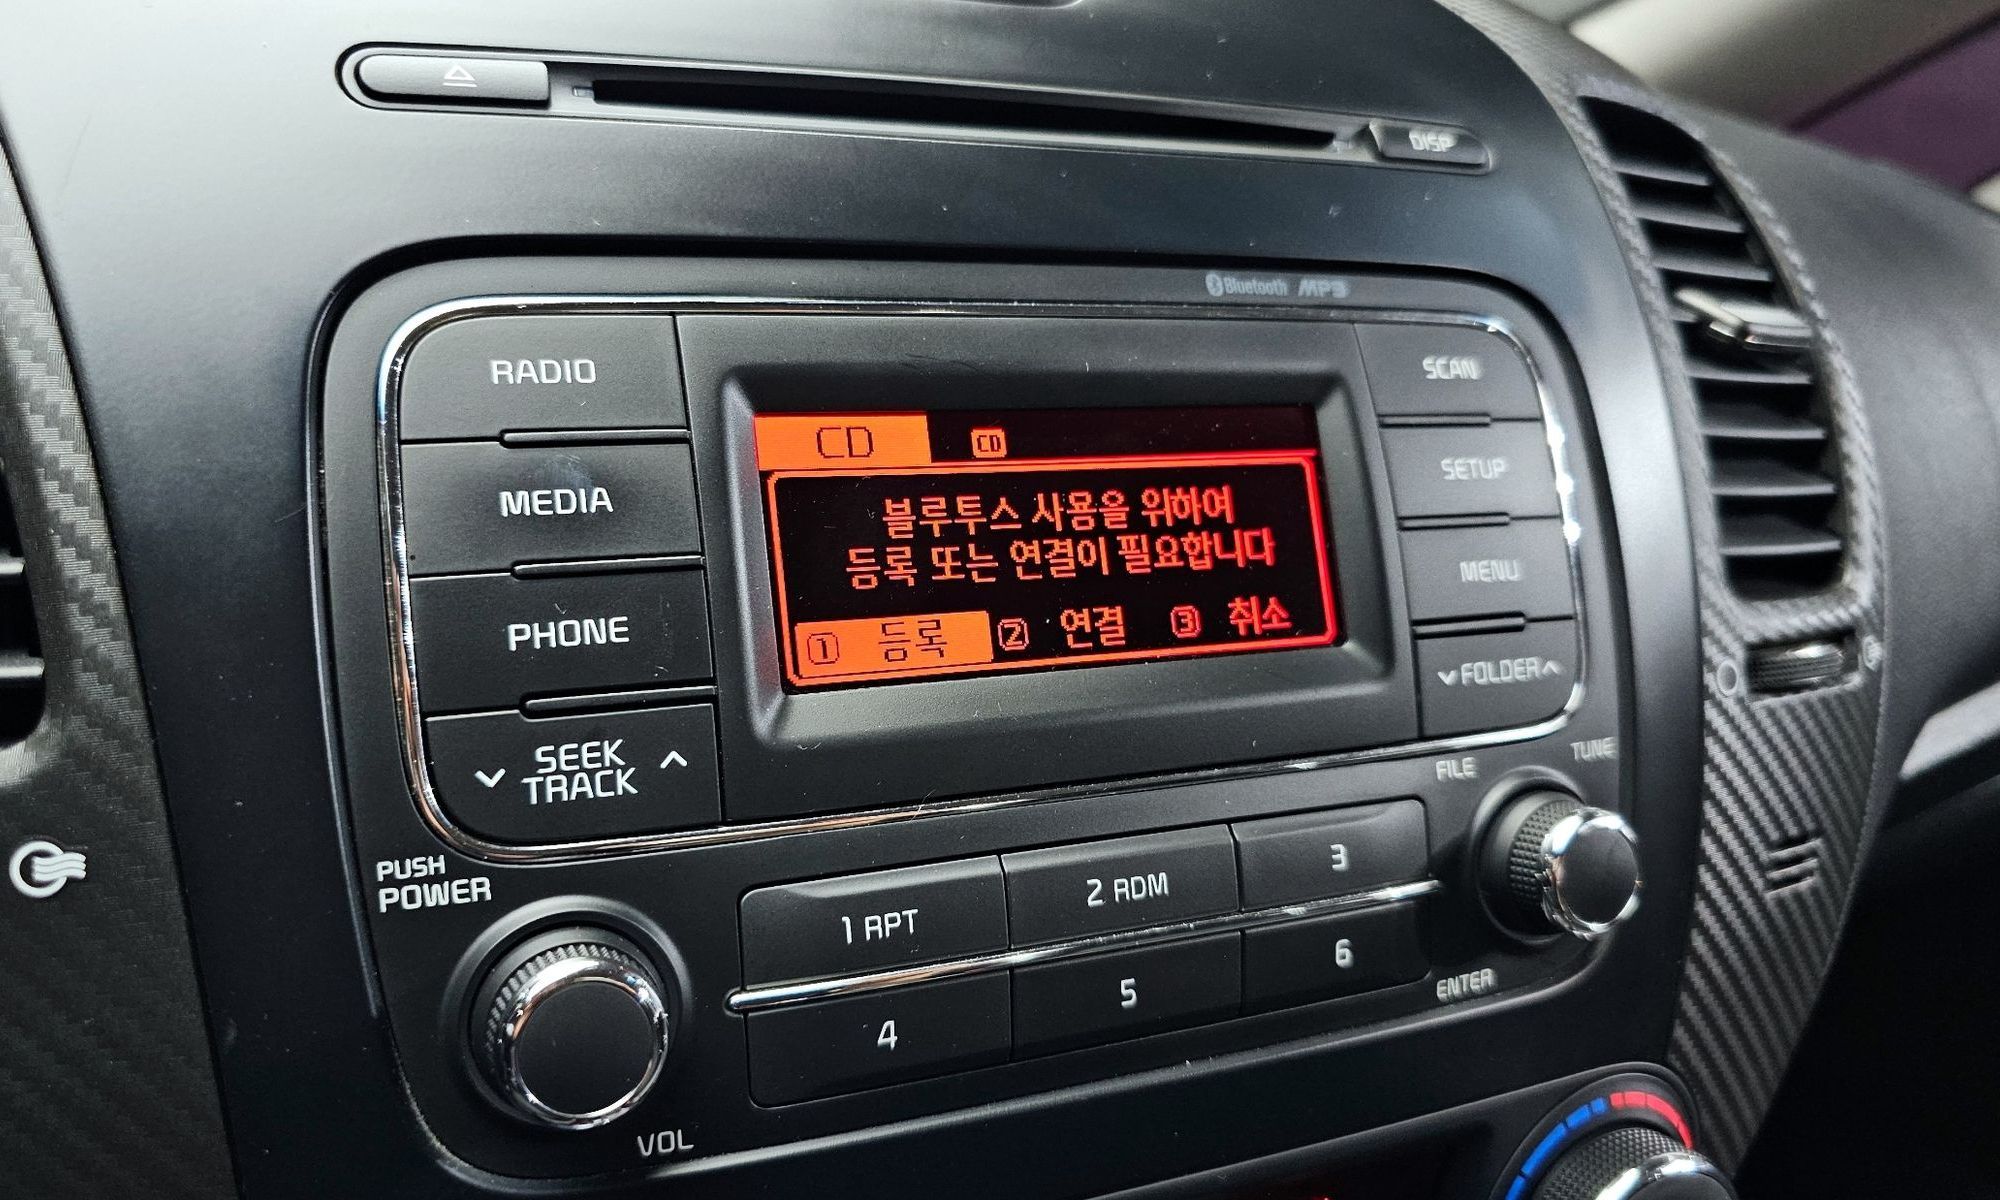 DISP
Bluetooth MP3
RADIO
MEDIA
PHONE
SEEK
TRACK
CD CD
블루투스 사용을 위하여
등록 또는 연결이 필요합니다
① 등록 ② 연결 ③ 취소
SCAN
SETUP
MENU
FOLDER
PUSH
POWER
VOL
1 RPT
2 RDM
3
4
5
6
FILE
TUNE
ENTER